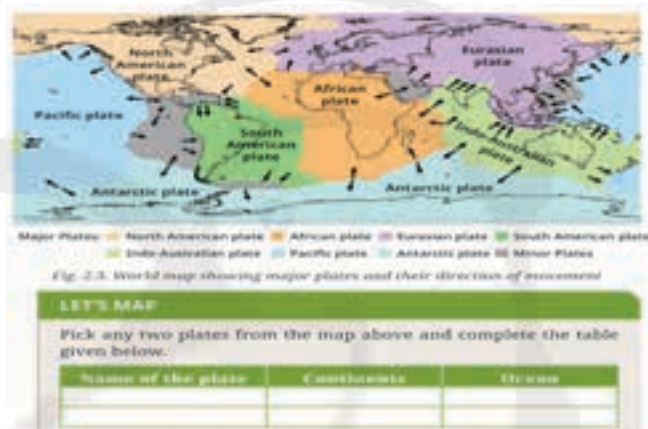 North
American
plate
Eurasian
plate
African
plate
Pacific plate
South
American
plate
Indo-Australian
plate
Antarctic plate
Antarctic plate
Major Plates: North American plate African plate Eurasian plate South American plate
Indo-Australian plate Pacific plate Antarctic plate Minor Plates
Fig. 2.5. World map showing major plates and their direction of movement
LET'S MAP
Pick any two plates from the map above and complete the table
given below.
Name of the plate Continents Ocean